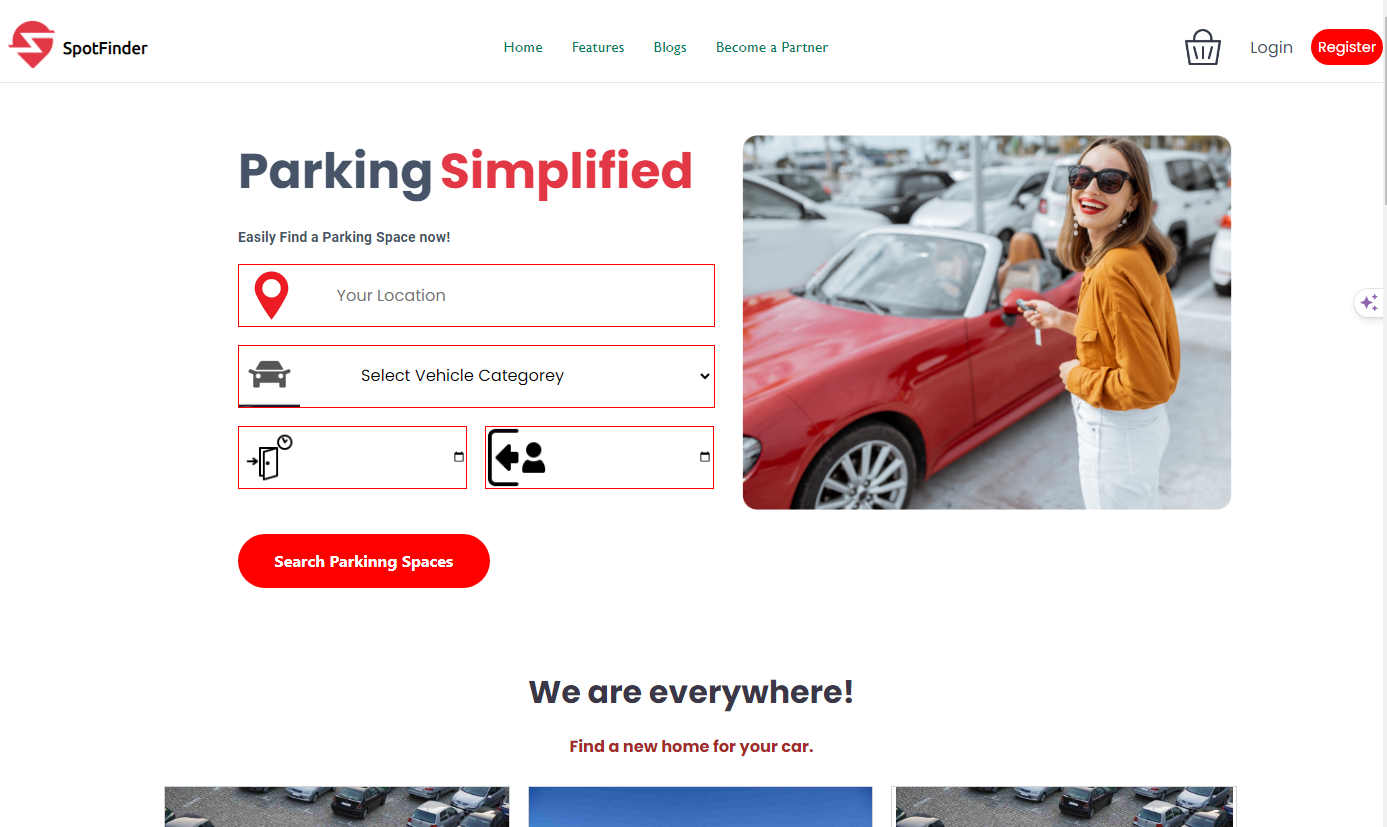 SpotFinder
Home Features Blogs Become a Partner
Login Register
Parking Simplified
Easily Find a Parking Space now!
Your Location
Select Vehicle Categorey
Search Parkinng Spaces
We are everywhere!
Find a new home for your car.